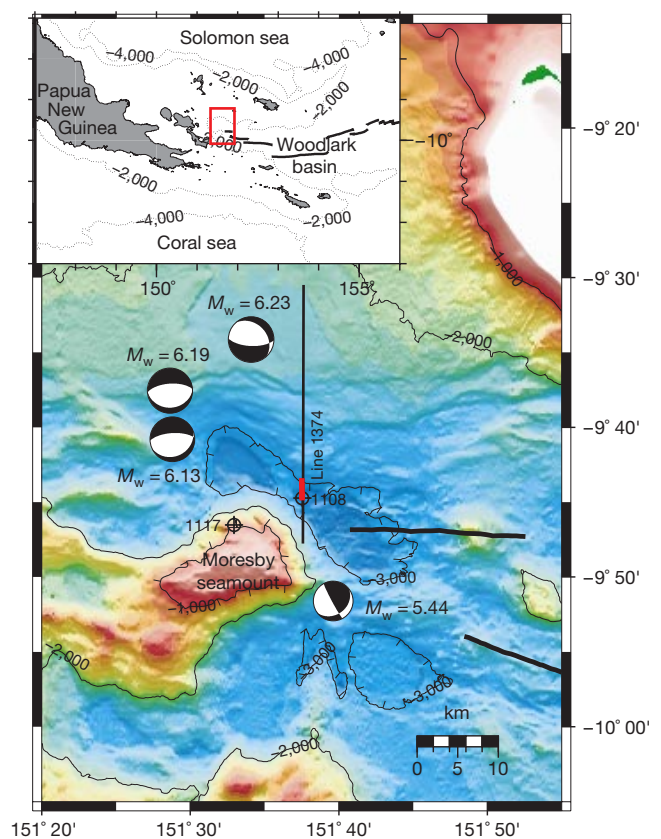 Solomon sea
−4,000
−4,000
−2,000
Papua
New
Guinea
−2,000
−10°
Woodlark
basin
−2,000
−4,000
−2,000
Coral sea
150°
155°
−1,000
−2,000
−9° 20′
−9° 30′
−9° 40′
−9° 50′
−10° 00′
Mw = 6.23
Mw = 6.19
Mw = 6.13
Line 1374
1108
1117
Moresby
seamount
−1,000
−3,000
Mw = 5.44
−2,000
−3,000
−3,000
−2,000
km
0 5 10
151° 20′ 151° 30′ 151° 40′ 151° 50′